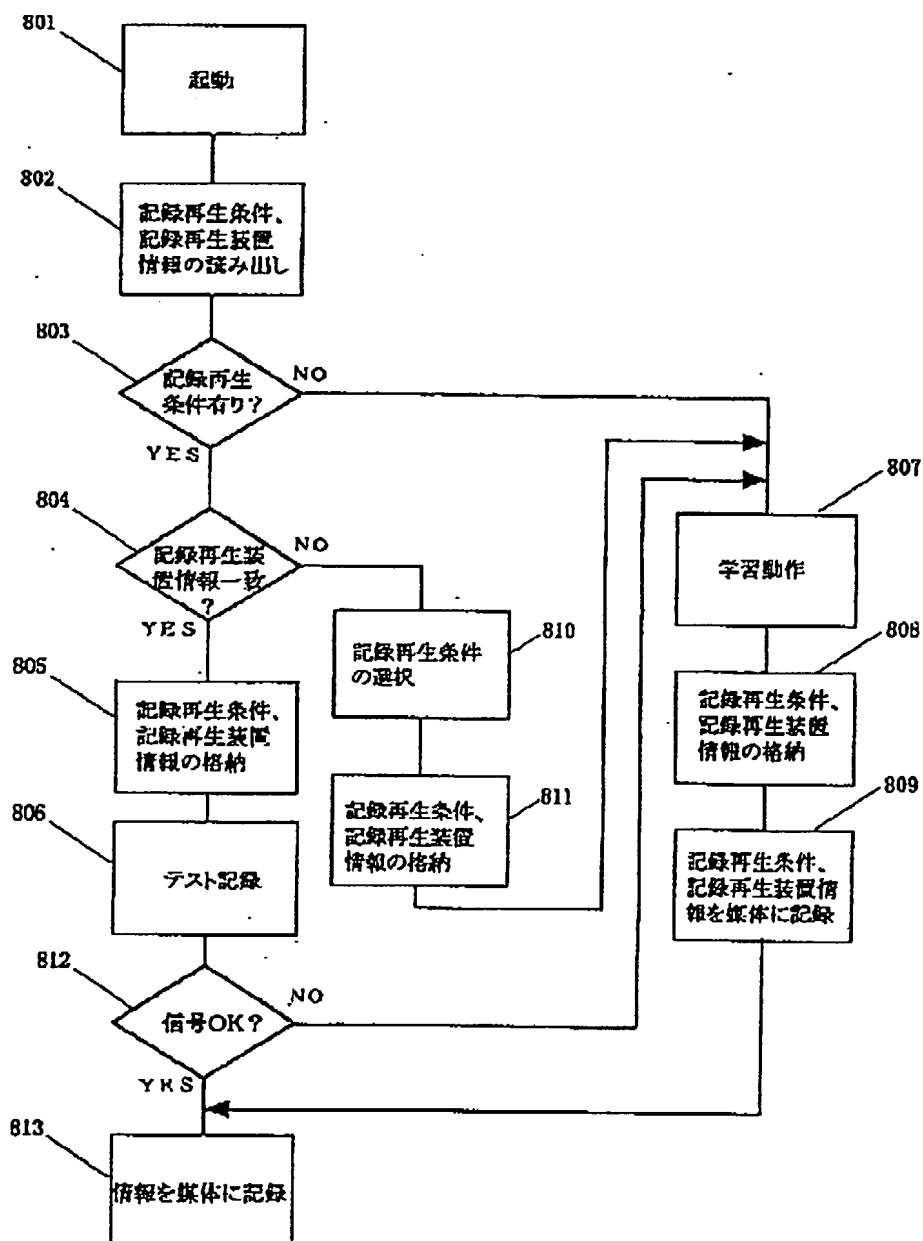 801
起動
802
記録再生条件、
記録再生装置
情報の読み出し
803
記録再生
条件有り?
NO
YES
804
記録再生装
置情報一致
?
NO
YES
805
記録再生条件、
記録再生装置
情報の格納
806
テスト記録
812
信号OK?
NO
YES
813
情報を媒体に記録
810
記録再生条件
の選択
811
記録再生条件、
記録再生装置
情報の格納
807
学習動作
808
記録再生条件、
記録再生装置
情報の格納
809
記録再生条件、
記録再生装置情
報を媒体に記録